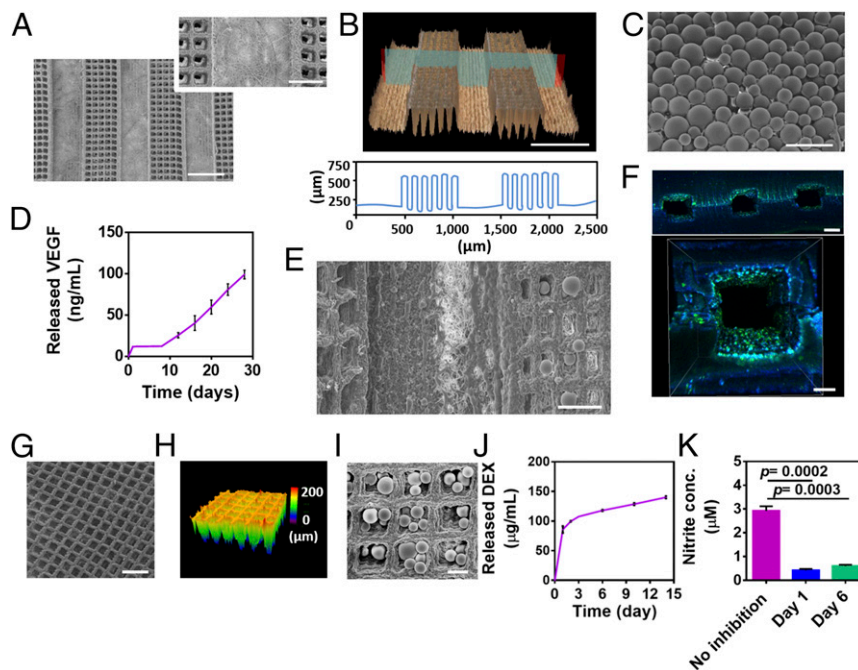 A
B
C
750
500
250
(μm)
0
500
1,000
1,500
2,000
2,500
(μm)
D
Released VEGF
(ng/mL)
150
100
50
0
0
10
20
30
Time (days)
E
F
G
H
200
0
(μm)
I
J
Released DEX
(μg/mL)
200
150
100
50
0
0
3
6
9
12
15
Time (day)
K
Nitrite conc.
(μM)
5
4
3
2
1
0
p= 0.0002
p= 0.0003
No inhibition
Day 1
Day 6